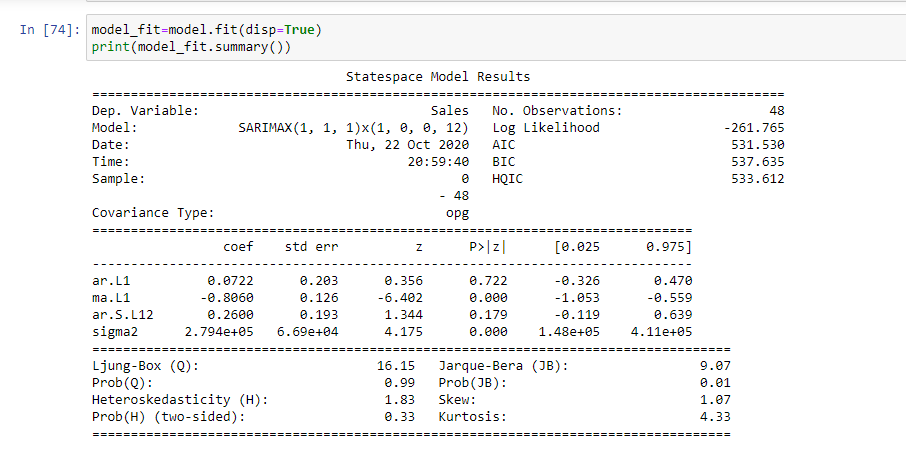 In [74]: model_fit=model.fit(disp=True)
print(model_fit.summary())
Statespace Model Results
==========================================================================================
Dep. Variable: Sales No. Observations: 48
Model: SARIMAX(1, 1, 1)x(1, 0, 0, 12) Log Likelihood -261.765
Date: Thu, 22 Oct 2020 AIC 531.530
Time: 20:59:40 BIC 537.635
Sample: 0 HQIC 533.612
- 48
Covariance Type: opg
==============================================================================
coef std err z P>|z| [0.025 0.975]
------------------------------------------------------------------------------
ar.L1 0.0722 0.203 0.356 0.722 -0.326 0.470
ma.L1 -0.8060 0.126 -6.402 0.000 -1.053 -0.559
ar.S.L12 0.2600 0.193 1.344 0.179 -0.119 0.639
sigma2 2.794e+05 6.69e+04 4.175 0.000 1.48e+05 4.11e+05
===================================================================================
Ljung-Box (Q): 16.15 Jarque-Bera (JB): 9.07
Prob(Q): 0.99 Prob(JB): 0.01
Heteroskedasticity (H): 1.83 Skew: 1.07
Prob(H) (two-sided): 0.33 Kurtosis: 4.33
===================================================================================